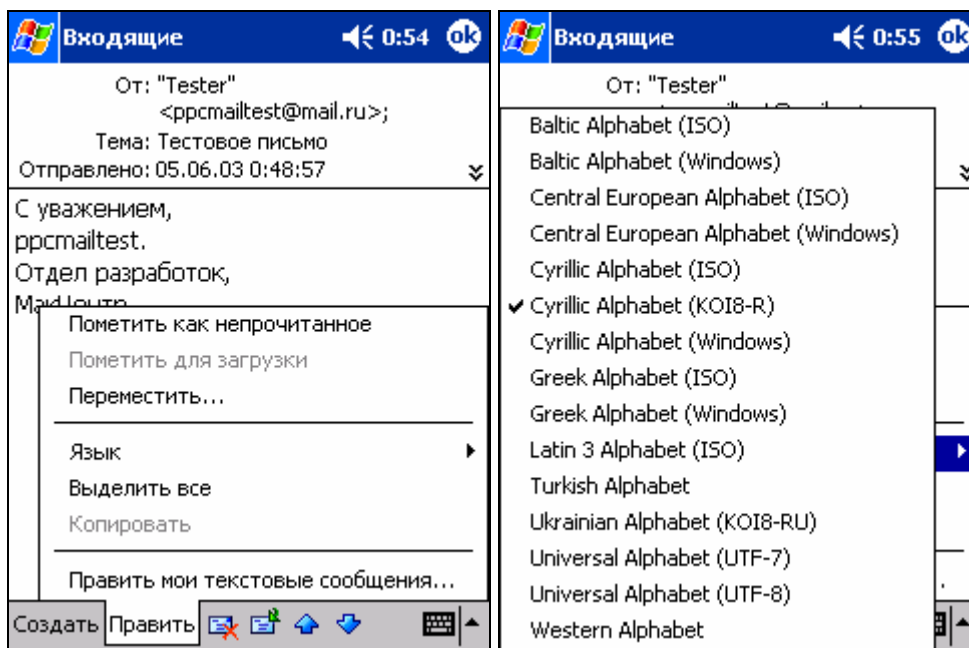 Входящие
0:54
ok
От: "Tester"
<ppcmailtest@mail.ru>;
Тема: Тестовое письмо
Отправлено: 05.06.03 0:48:57
С уважением,
ppcmailtest.
Отдел разработок,
Пометить как непрочитанное
Пометить для загрузки
Переместить...
Язык
Выделить все
Копировать
Править мои текстовые сообщения...
Создать Править
Входящие
0:55
ok
От: "Tester"
Baltic Alphabet (ISO)
Baltic Alphabet (Windows)
Central European Alphabet (ISO)
Central European Alphabet (Windows)
Cyrillic Alphabet (ISO)
Cyrillic Alphabet (KOI8-R)
Cyrillic Alphabet (Windows)
Greek Alphabet (ISO)
Greek Alphabet (Windows)
Latin 3 Alphabet (ISO)
Turkish Alphabet
Ukrainian Alphabet (KOI8-RU)
Universal Alphabet (UTF-7)
Universal Alphabet (UTF-8)
Western Alphabet